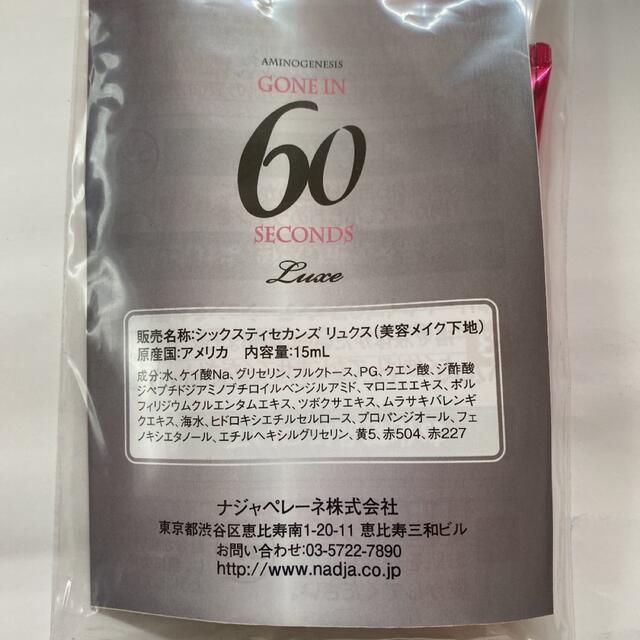 AMINOGENESIS
GONE IN
60
SECONDS
Luxe
販売名称:シックスティセカンズ リュクス(美容メイク下地)
原産国:アメリカ 内容量:15mL
成分:水、ケイ酸Na、グリセリン、フルクトース、PG、クエン酸、ジ酢酸
ジペプチドジアミノブチロイルベンジルアミド、マロニエエキス、ポル
フィリジウムクルエンタムエキス、ツボクサエキス、ムラサキバレンギ
クエキス、海水、ヒドロキシエチルセルロース、プロパンジオール、フェ
ノキシエタノール、エチルヘキシルグリセリン、黄5、赤504、赤227
ナジャペレーネ株式会社
東京都渋谷区恵比寿南1-20-11 恵比寿三和ビル
お問い合わせ:03-5722-7890
http://www.nadja.co.jp